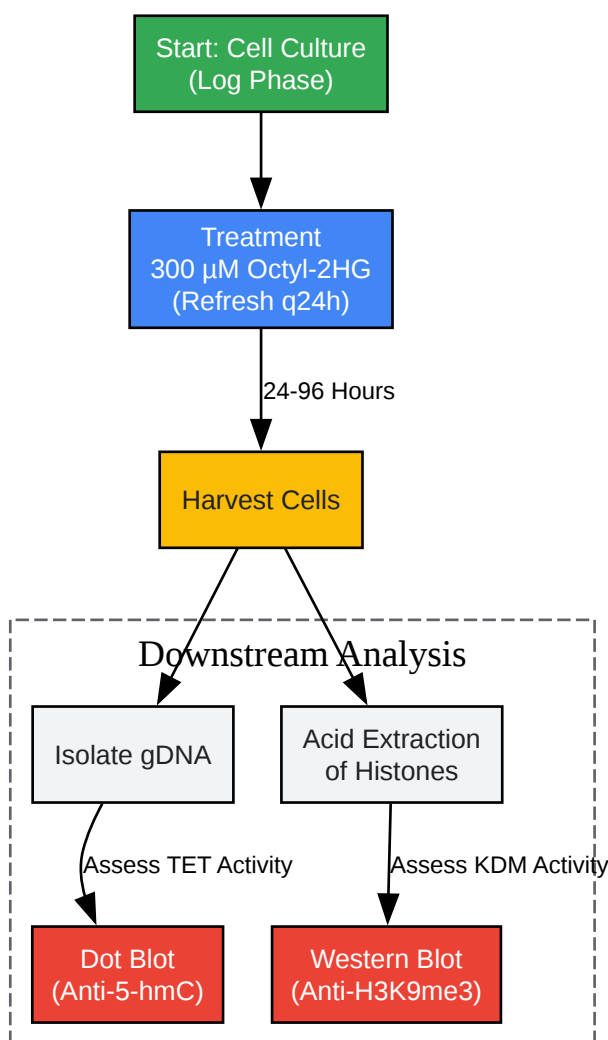 Start: Cell Culture
(Log Phase)
Treatment
300 µM Octyl-2HG
(Refresh q24h)
24-96 Hours
Harvest Cells
Downstream Analysis
Isolate gDNA
Acid Extraction
of Histones
Assess TET Activity
Assess KDM Activity
Dot Blot
(Anti-5-hmC)
Western Blot
(Anti-H3K9me3)